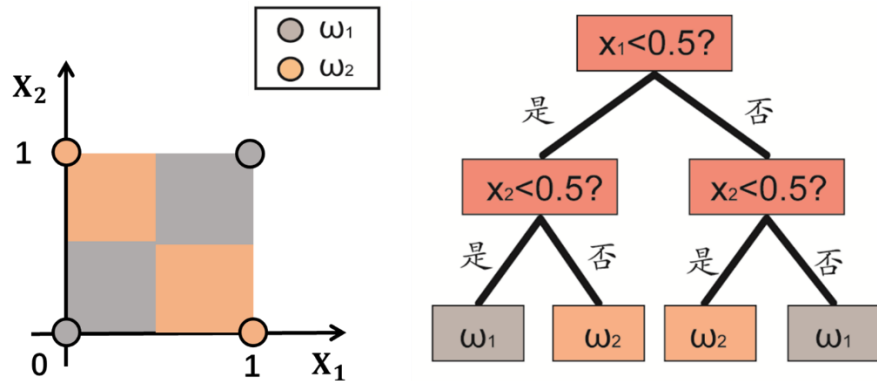 ω₁
ω₂
X₂
1
0
1
X₁
x₁<0.5?
是
否
x₂<0.5?
x₂<0.5?
是
否
是
否
ω₁
ω₂
ω₂
ω₁